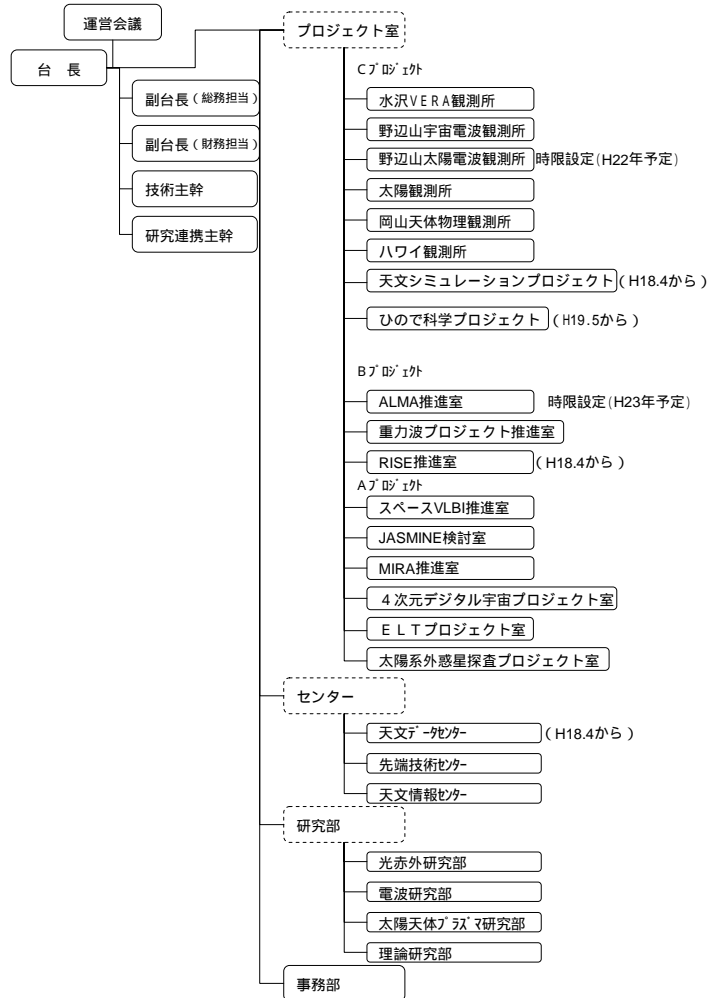 運営会議
台 長
副台長(総務担当)
副台長(財務担当)
技術主幹
研究連携主幹
プロジェクト室
Cプロジェクト
水沢VERA観測所
野辺山宇宙電波観測所
野辺山太陽電波観測所 時限設定(H22年予定)
太陽観測所
岡山天体物理観測所
ハワイ観測所
天文シミュレーションプロジェクト(H18.4から)
ひので科学プロジェクト(H19.5から)
Bプロジェクト
ALMA推進室 時限設定(H23年予定)
重力波プロジェクト推進室
RISE推進室 (H18.4から)
Aプロジェクト
スペースVLBI推進室
JASMINE検討室
MIRA推進室
4次元デジタル宇宙プロジェクト室
ELTプロジェクト室
太陽系外惑星探査プロジェクト室
センター
天文データセンター (H18.4から)
先端技術センター
天文情報センター
研究部
光赤外研究部
電波研究部
太陽天体プラズマ研究部
理論研究部
事務部